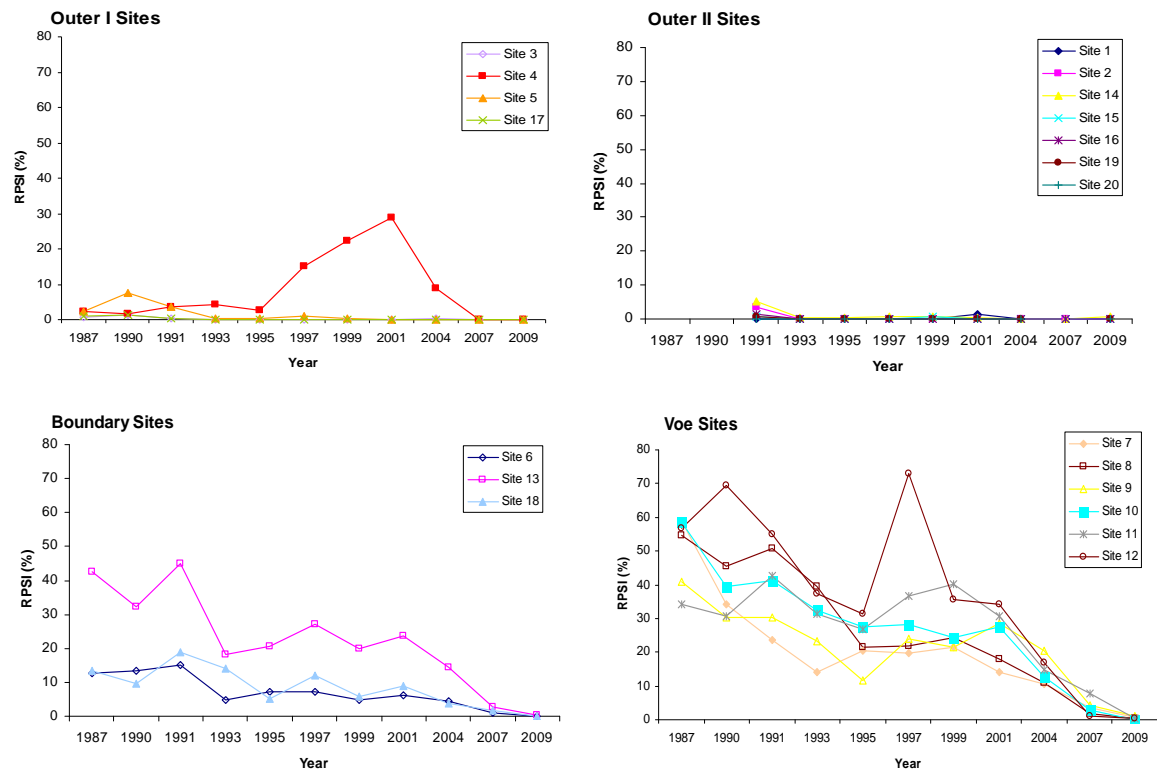 Outer I Sites
80
70
60
50
40
30
20
10
0
RPSI (%)
1987 1990 1991 1993 1995 1997 1999 2001 2004 2007 2009
Year
Site 3
Site 4
Site 5
Site 17
Outer II Sites
80
70
60
50
40
30
20
10
0
RPSI (%)
1987 1990 1991 1993 1995 1997 1999 2001 2004 2007 2009
Year
Site 1
Site 2
Site 14
Site 15
Site 16
Site 19
Site 20
Boundary Sites
80
70
60
50
40
30
20
10
0
RPSI (%)
1987 1990 1991 1993 1995 1997 1999 2001 2004 2007 2009
Year
Site 6
Site 13
Site 18
Voe Sites
80
70
60
50
40
30
20
10
0
RPSI (%)
1987 1990 1991 1993 1995 1997 1999 2001 2004 2007 2009
Year
Site 7
Site 8
Site 9
Site 10
Site 11
Site 12